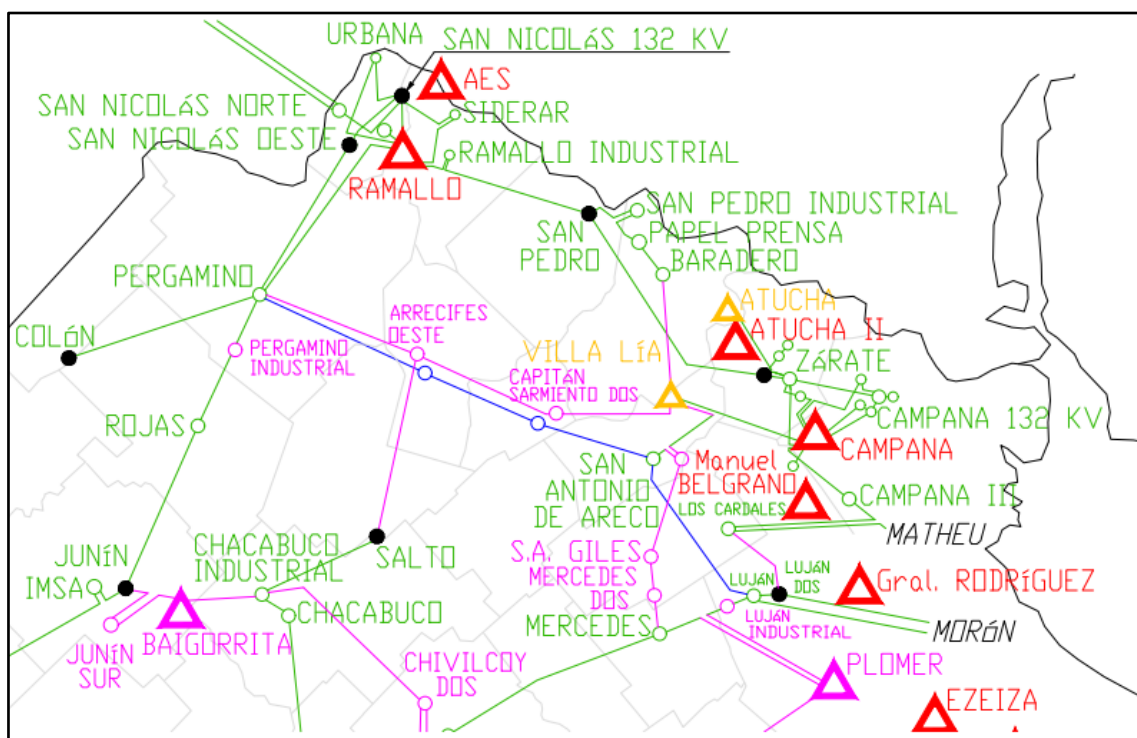 URBANA
SAN NICOLáS 132 KV
AES
SAN NICOLáS NORTE
SIDERAR
SAN NICOLáS OESTE
RAMALLO INDUSTRIAL
RAMALLO
SAN PEDRO INDUSTRIAL
SAN
PEDRO
PAPEL PRENSA
BARADERO
PERGAMINO
ATUCHA
ATUCHA II
ARRECIFES
OESTE
COLóN
PERGAMINO
INDUSTRIAL
VILLA LíA
ZáRATE
CAPITáN
SARMIENTO DOS
ROJAS
CAMPANA 132 KV
CAMPANA
SAN
ANTONIO
DE ARECO
Manuel
BELGRANO
LOS CARDALES
CAMPANA III
MATHEU
JUNíN
IMSA
CHACABUCO
INDUSTRIAL
SALTO
S.A. GILES
MERCEDES
DOS
LUJáN
LUJáN
DOS
Gral. RODRíGUEZ
CHACABUCO
MERCEDES
LUJáN
INDUSTRIAL
MORóN
BAIGORRITA
JUNíN
SUR
CHIVILCOY
DOS
PLOMER
EZEIZA